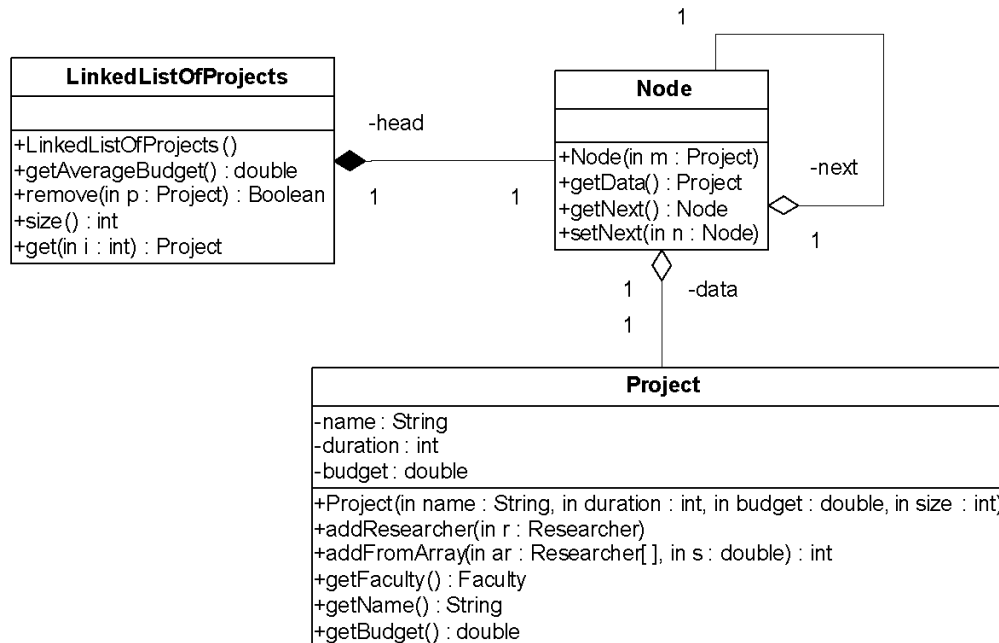 LinkedListOfProjects
+LinkedListOfProjects()
+getAverageBudget() : double
+remove(in p : Project) : Boolean
+size() : int
+get(in i : int) : Project
-head
1
1
Node
+Node(in m : Project)
+getData() : Project
+getNext() : Node
+setNext(in n : Node)
1
-next
1
1
-data
1
Project
-name : String
-duration : int
-budget : double
+Project(in name : String, in duration : int, in budget : double, in size : int)
+addResearcher(in r : Researcher)
+addFromArray(in ar : Researcher[ ], in s : double) : int
+getFaculty() : Faculty
+getName() : String
+getBudget() : double